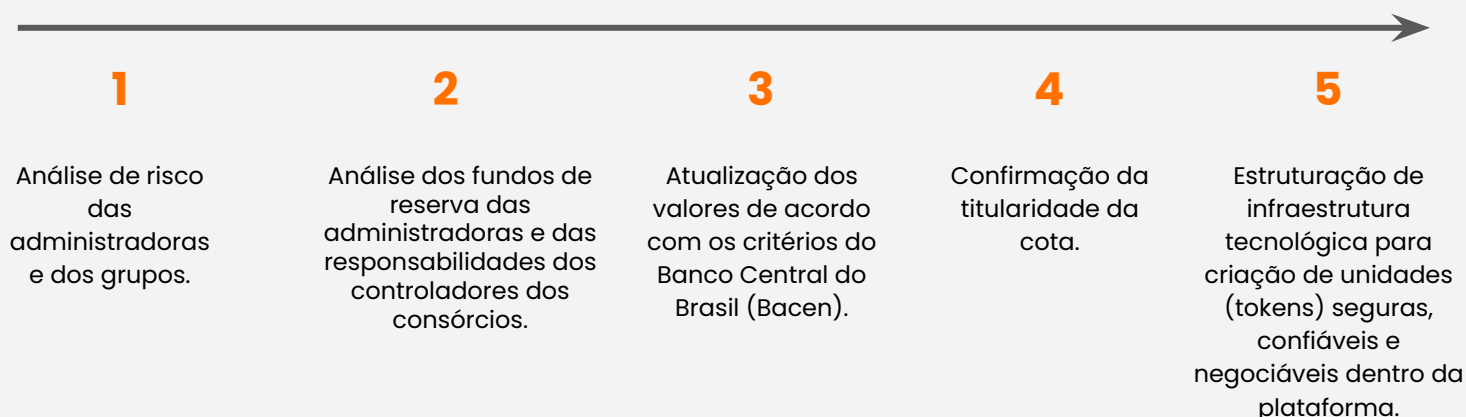 1
Análise de risco
das
administradoras
e dos grupos.
2
Análise dos fundos de
reserva das
administradoras e das
responsabilidades dos
controladores dos
consórcios.
3
Atualização dos
valores de acordo
com os critérios do
Banco Central do
Brasil (Bacen).
4
Confirmação da
titularidade da
cota.
5
Estruturação de
infraestrutura
tecnológica para
criação de unidades
(tokens) seguras,
confiáveis e
negociáveis dentro da
plataforma.